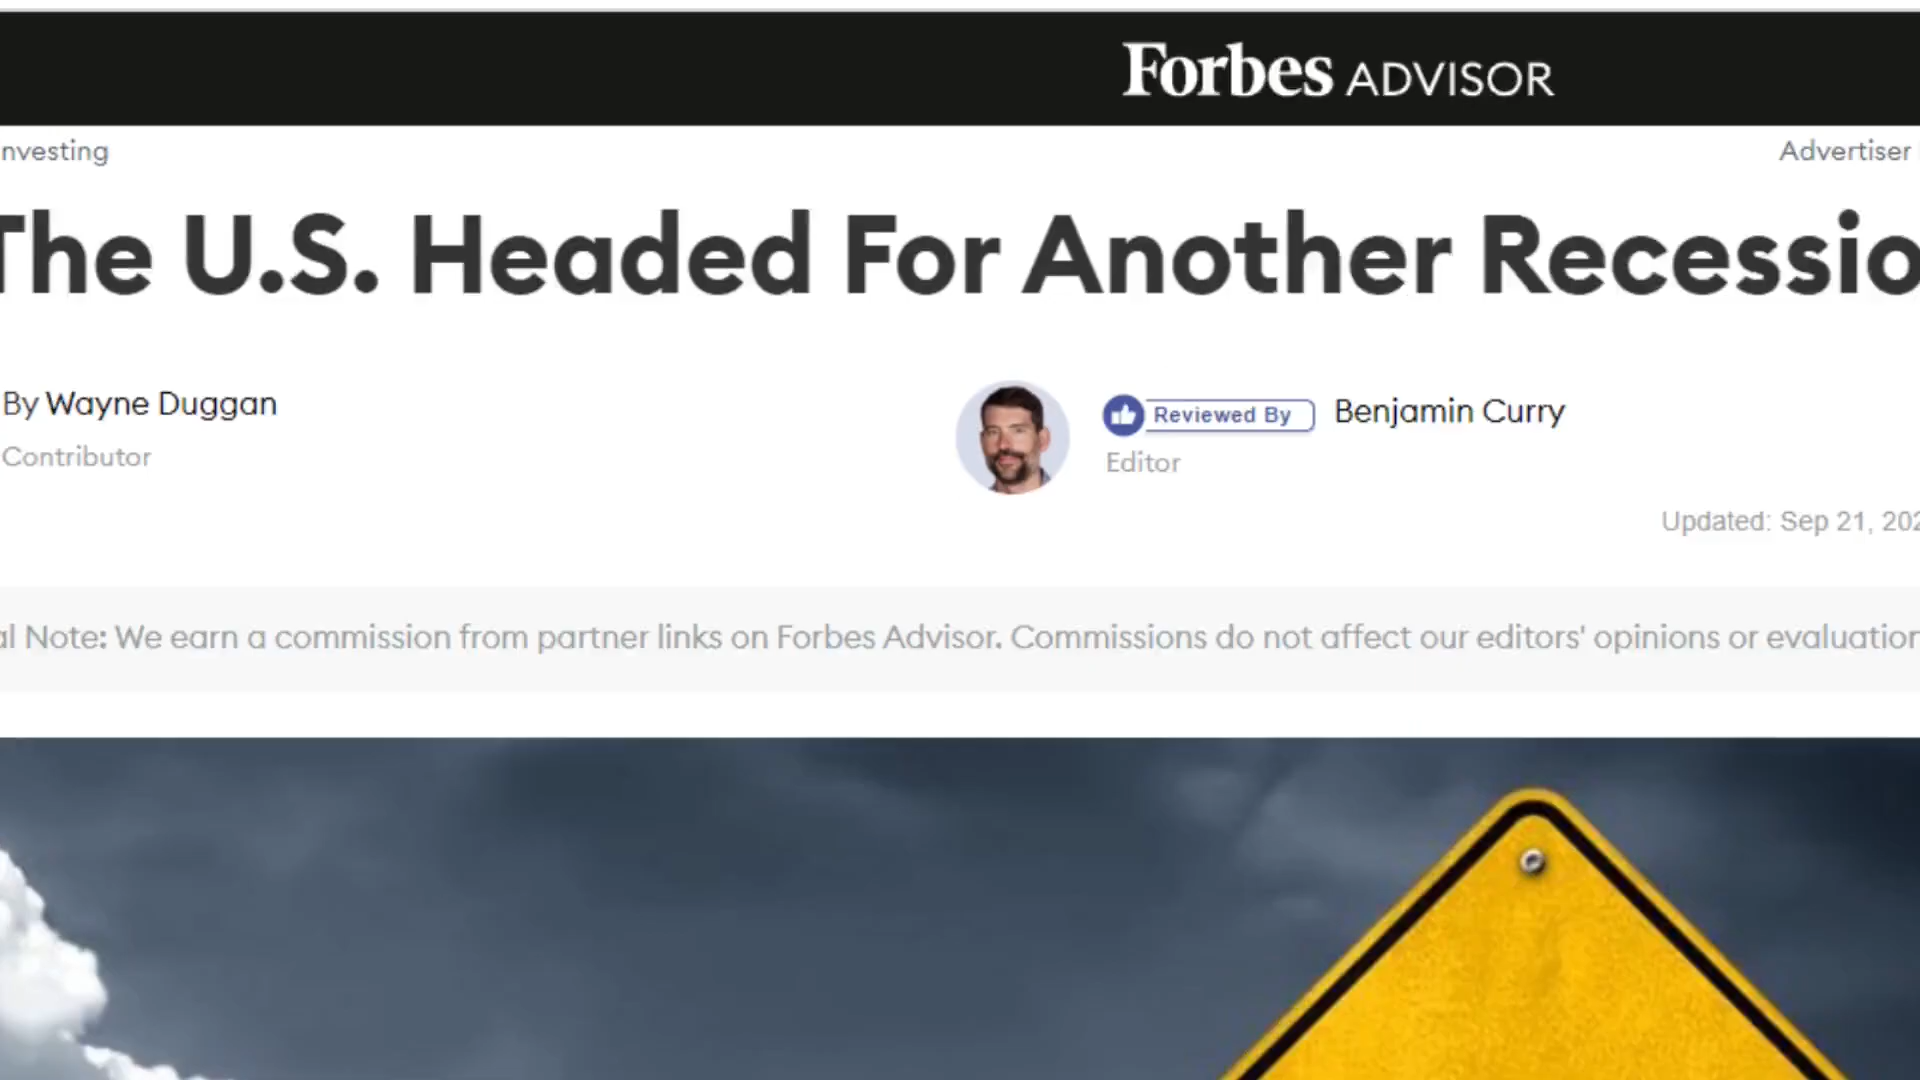 Forbes ADVISOR
nvesting
Advertiser
The U.S. Headed For Another Recessio
By Wayne Duggan
Contributor
Reviewed By Benjamin Curry
Editor
Updated: Sep 21, 202
al Note: We earn a commission from partner links on Forbes Advisor. Commissions do not affect our editors' opinions or evaluation